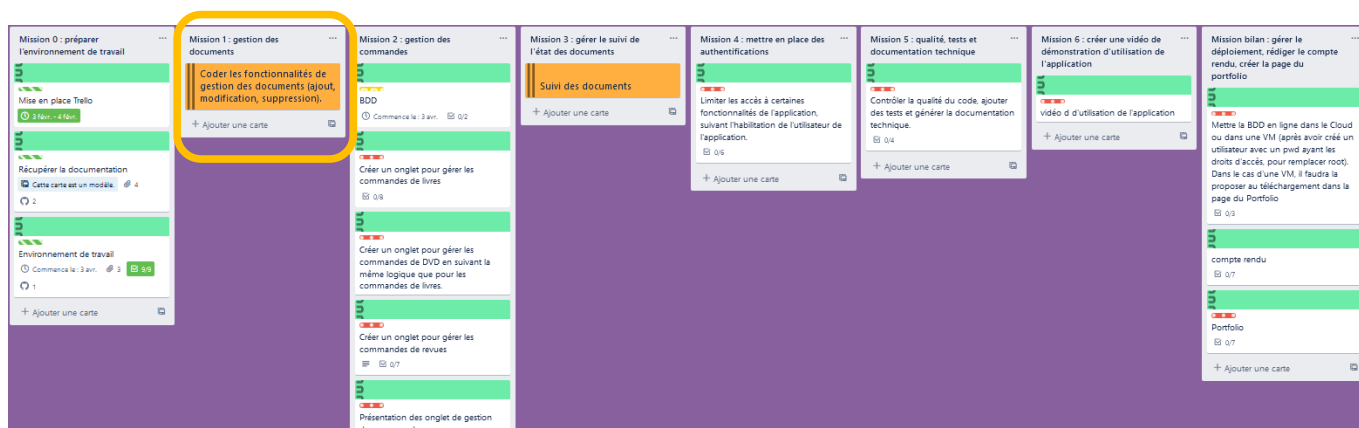 Mission 0 : préparer
l'environnement de travail
Mise en place Trello
3 févr. - 4 févr.
Récupérer la documentation
Cette carte est un modèle. 4
2
Environnement de travail
Commence le : 3 avr. 3 9/9
1
+ Ajouter une carte
Mission 1 : gestion des
documents
Coder les fonctionnalités de
gestion des documents (ajout,
modification, suppression).
+ Ajouter une carte
Mission 2 : gestion des
commandes
BDD
Commence le : 3 avr. 0/2
Créer un onglet pour gérer les
commandes de livres
0/8
Créer un onglet pour gérer les
commandes de DVD en suivant la
même logique que pour les
commandes de livres.
Créer un onglet pour gérer les
commandes de revues
0/7
Présentation des onglet de gestion
Mission 3 : gérer le suivi de
l'état des documents
Suivi des documents
+ Ajouter une carte
Mission 4 : mettre en place des
authentifications
Limiter les accès à certaines
fonctionnalités de l'application,
suivant l'habilitation de l'utilisateur de
l'application.
0/6
+ Ajouter une carte
Mission 5 : qualité, tests et
documentation technique
Contrôler la qualité du code, ajouter
des tests et générer la documentation
technique.
0/4
+ Ajouter une carte
Mission 6 : créer une vidéo de
démonstration d'utilisation de
l'application
vidéo d d'utilisation de l'application
+ Ajouter une carte
Mission bilan : gérer le
déploiement, rédiger le compte
rendu, créer la page du
portfolio
Mettre la BDD en ligne dans le Cloud
ou dans une VM (après avoir créé un
utilisateur avec un pwd ayant les
droits d'accès, pour remplacer root).
Dans le cas d'une VM, il faudra la
proposer au téléchargement dans la
page du Portfolio
0/3
compte rendu
0/7
Portfolio
0/7
+ Ajouter une carte